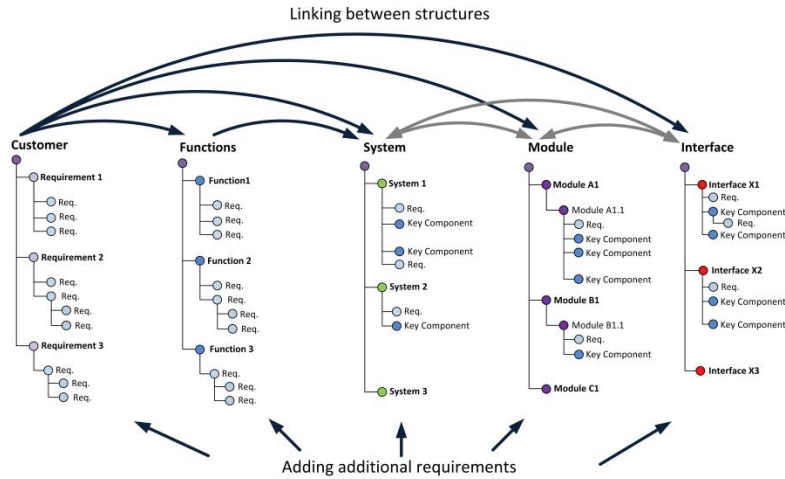 Linking between structures
Customer
Requirement 1
Req.
Req.
Req.
Requirement 2
Req.
Req.
Req.
Req.
Requirement 3
Req.
Req.
Req.
Functions
Function1
Req.
Req.
Req.
Function 2
Req.
Req.
Req.
Req.
Function 3
Req.
Req.
Req.
System
System 1
Req.
Key Component
Key Component
Req.
System 2
Req.
Key Component
System 3
Module
Module A1
Module A1.1
Req.
Key Component
Key Component
Key Component
Module B1
Module B1.1
Req.
Key Component
Module C1
Interface
Interface X1
Req.
Key Component
Req.
Key Component
Interface X2
Req.
Key Component
Key Component
Interface X3
Adding additional requirements